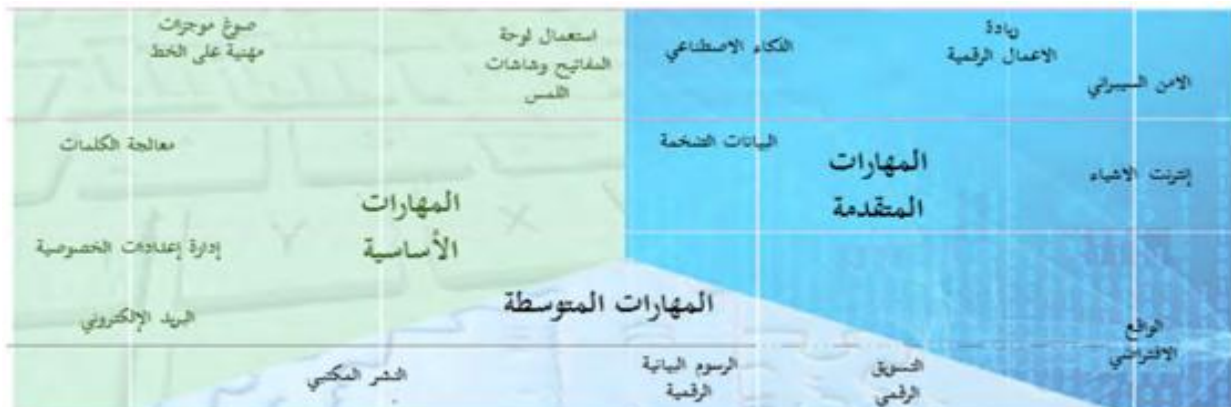 ريادة
الاعمال الرقمية
الامن السيبراني
الذكاء الاصطناعي
استعمال لوحة
المفاتيح وشاشات
اللمس
صوغ موجزات
مهنية على الخط
البيانات الضخمة
المهارات
المتقدمة
إنترنت الاشياء
معالجة الكلمات
المهارات
الأساسية
إدارة إعدادات الخصوصية
المهارات المتوسطة
البريد الإلكتروني
الواقع
الافتراضي
التسويق
الرقمي
الرسوم البيانية
الرقمية
النشر المكتبي